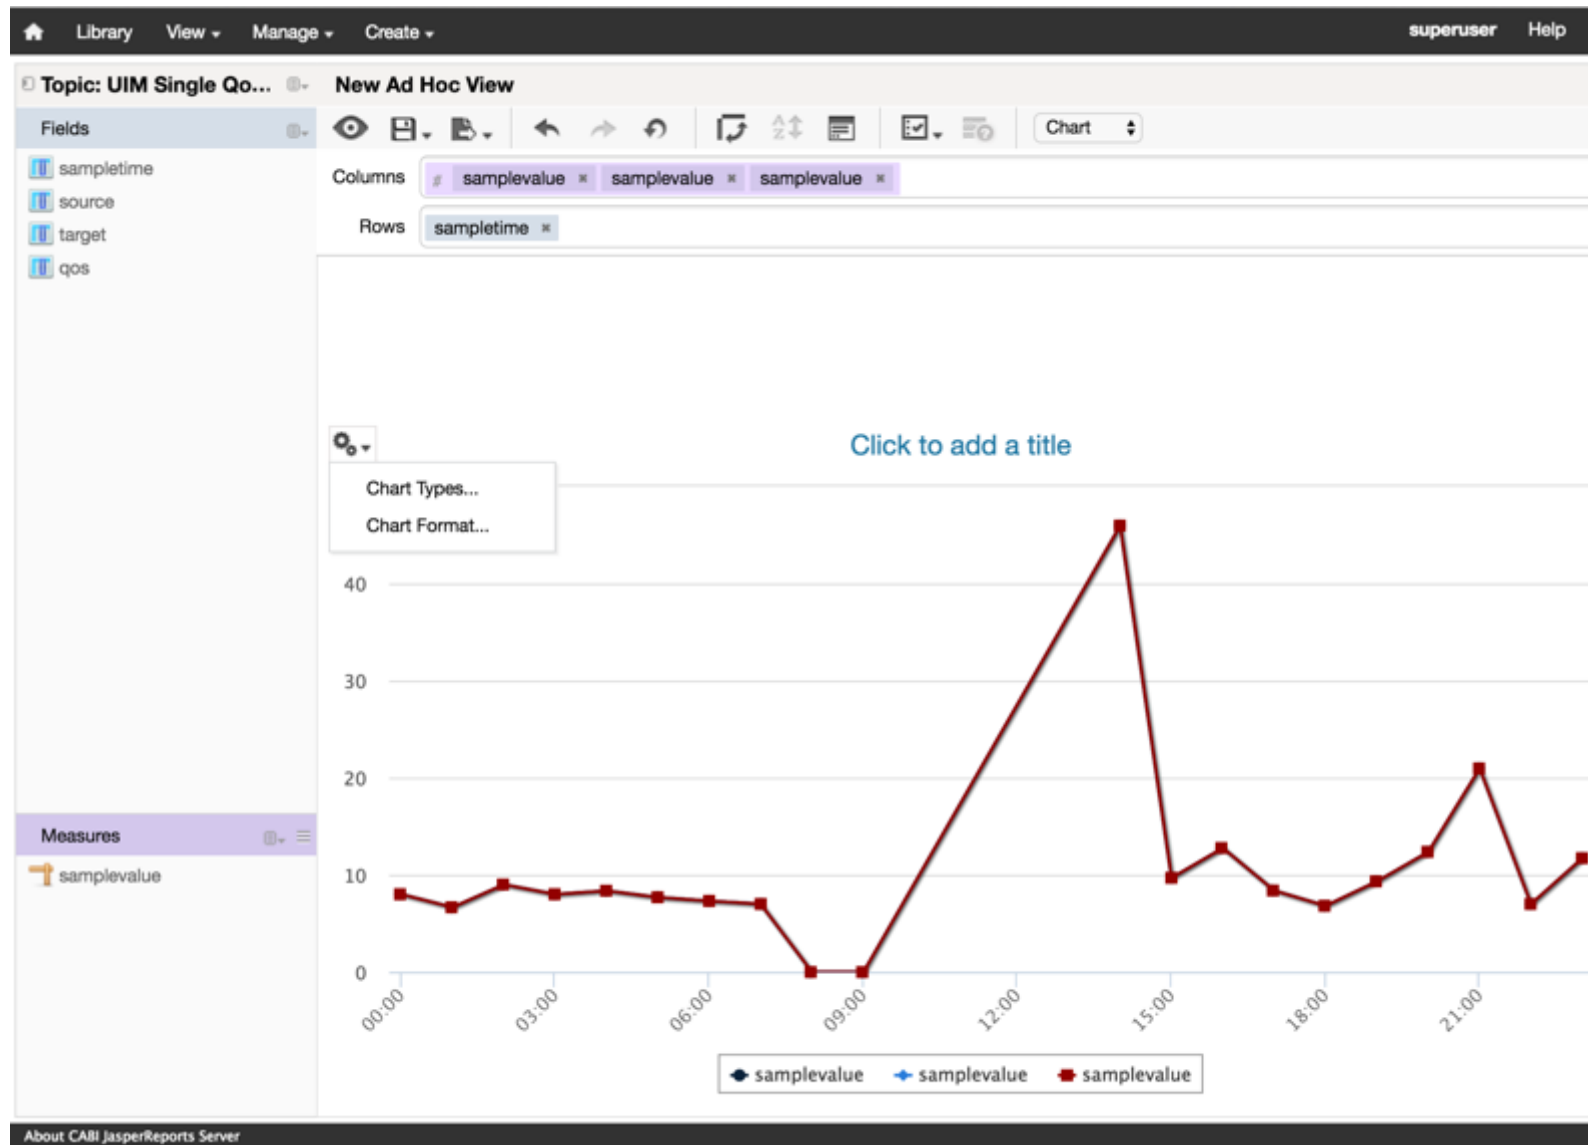 Library View Manage Create superuser Help
Topic: UIM Single Qo... New Ad Hoc View
Fields Chart
sampletime
source
target
qos
Columns # samplevalue samplevalue samplevalue
Rows sampletime
Click to add a title
Chart Types...
Chart Format...
40
30
20
10
0
00:00 03:00 06:00 09:00 12:00 15:00 18:00 21:00
samplevalue samplevalue samplevalue
Measures
samplevalue
About CABI JasperReports Server